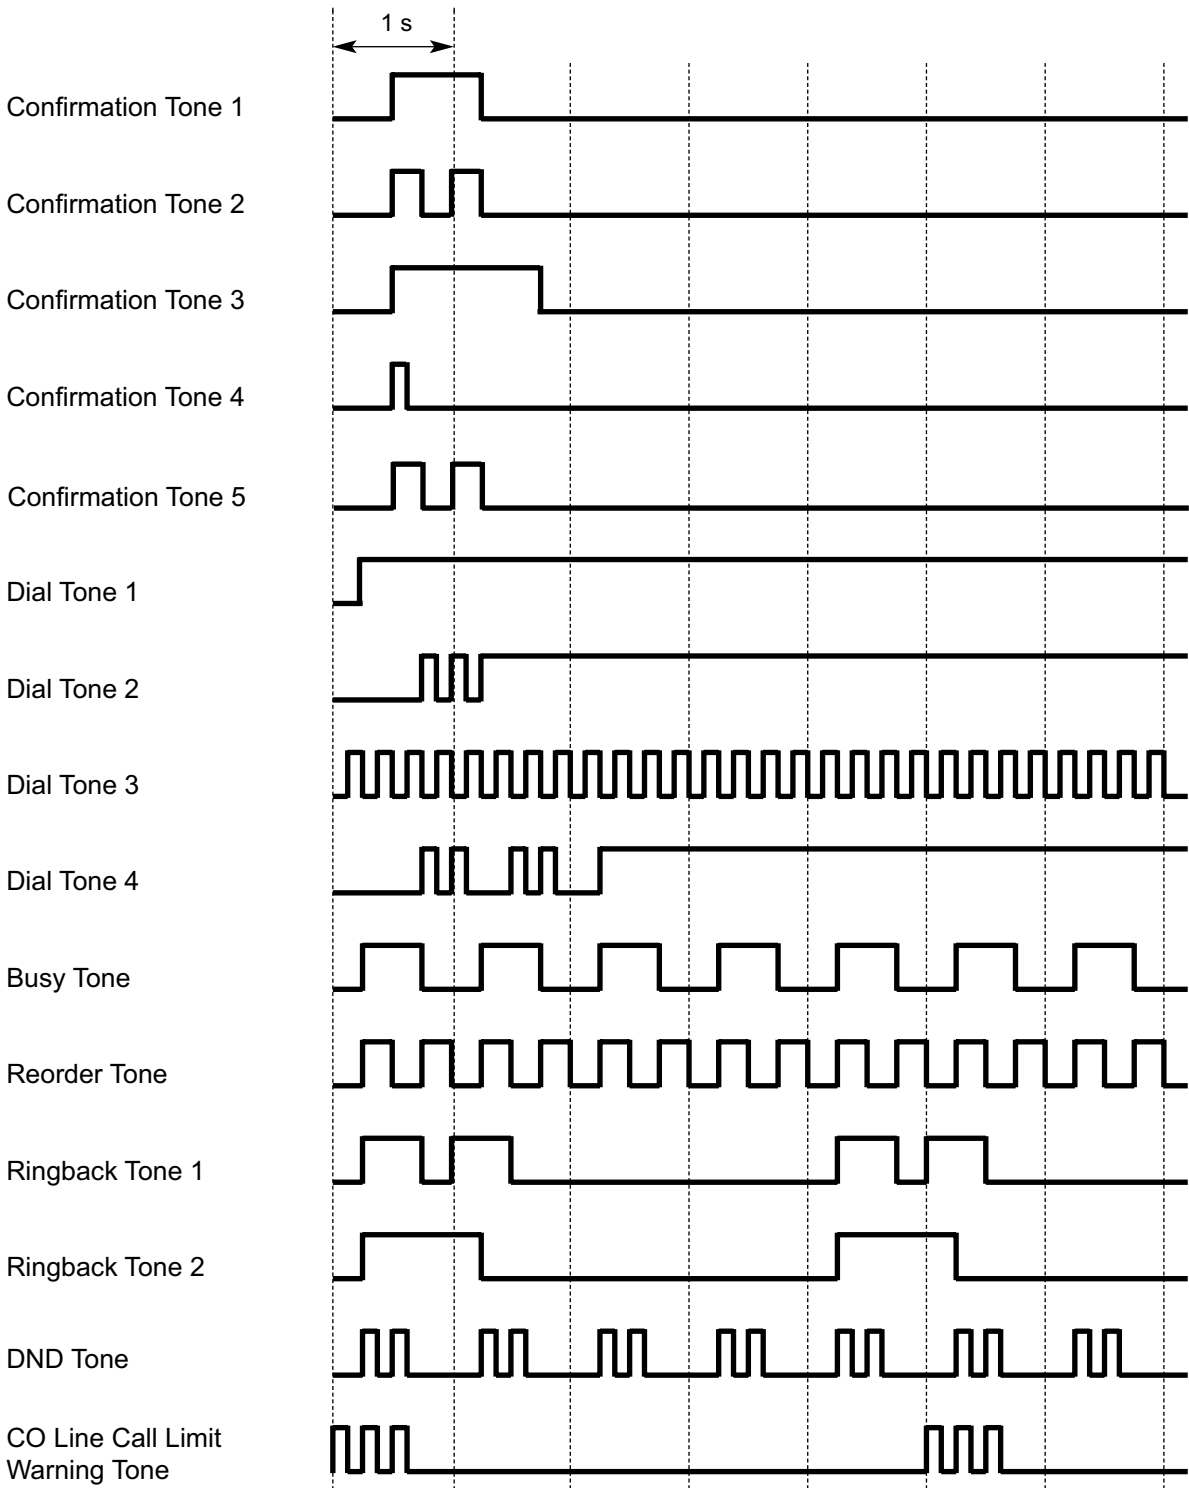 1 s
Confirmation Tone 1
Confirmation Tone 2
Confirmation Tone 3
Confirmation Tone 4
Confirmation Tone 5
Dial Tone 1
Dial Tone 2
Dial Tone 3
Dial Tone 4
Busy Tone
Reorder Tone
Ringback Tone 1
Ringback Tone 2
DND Tone
CO Line Call Limit
Warning Tone